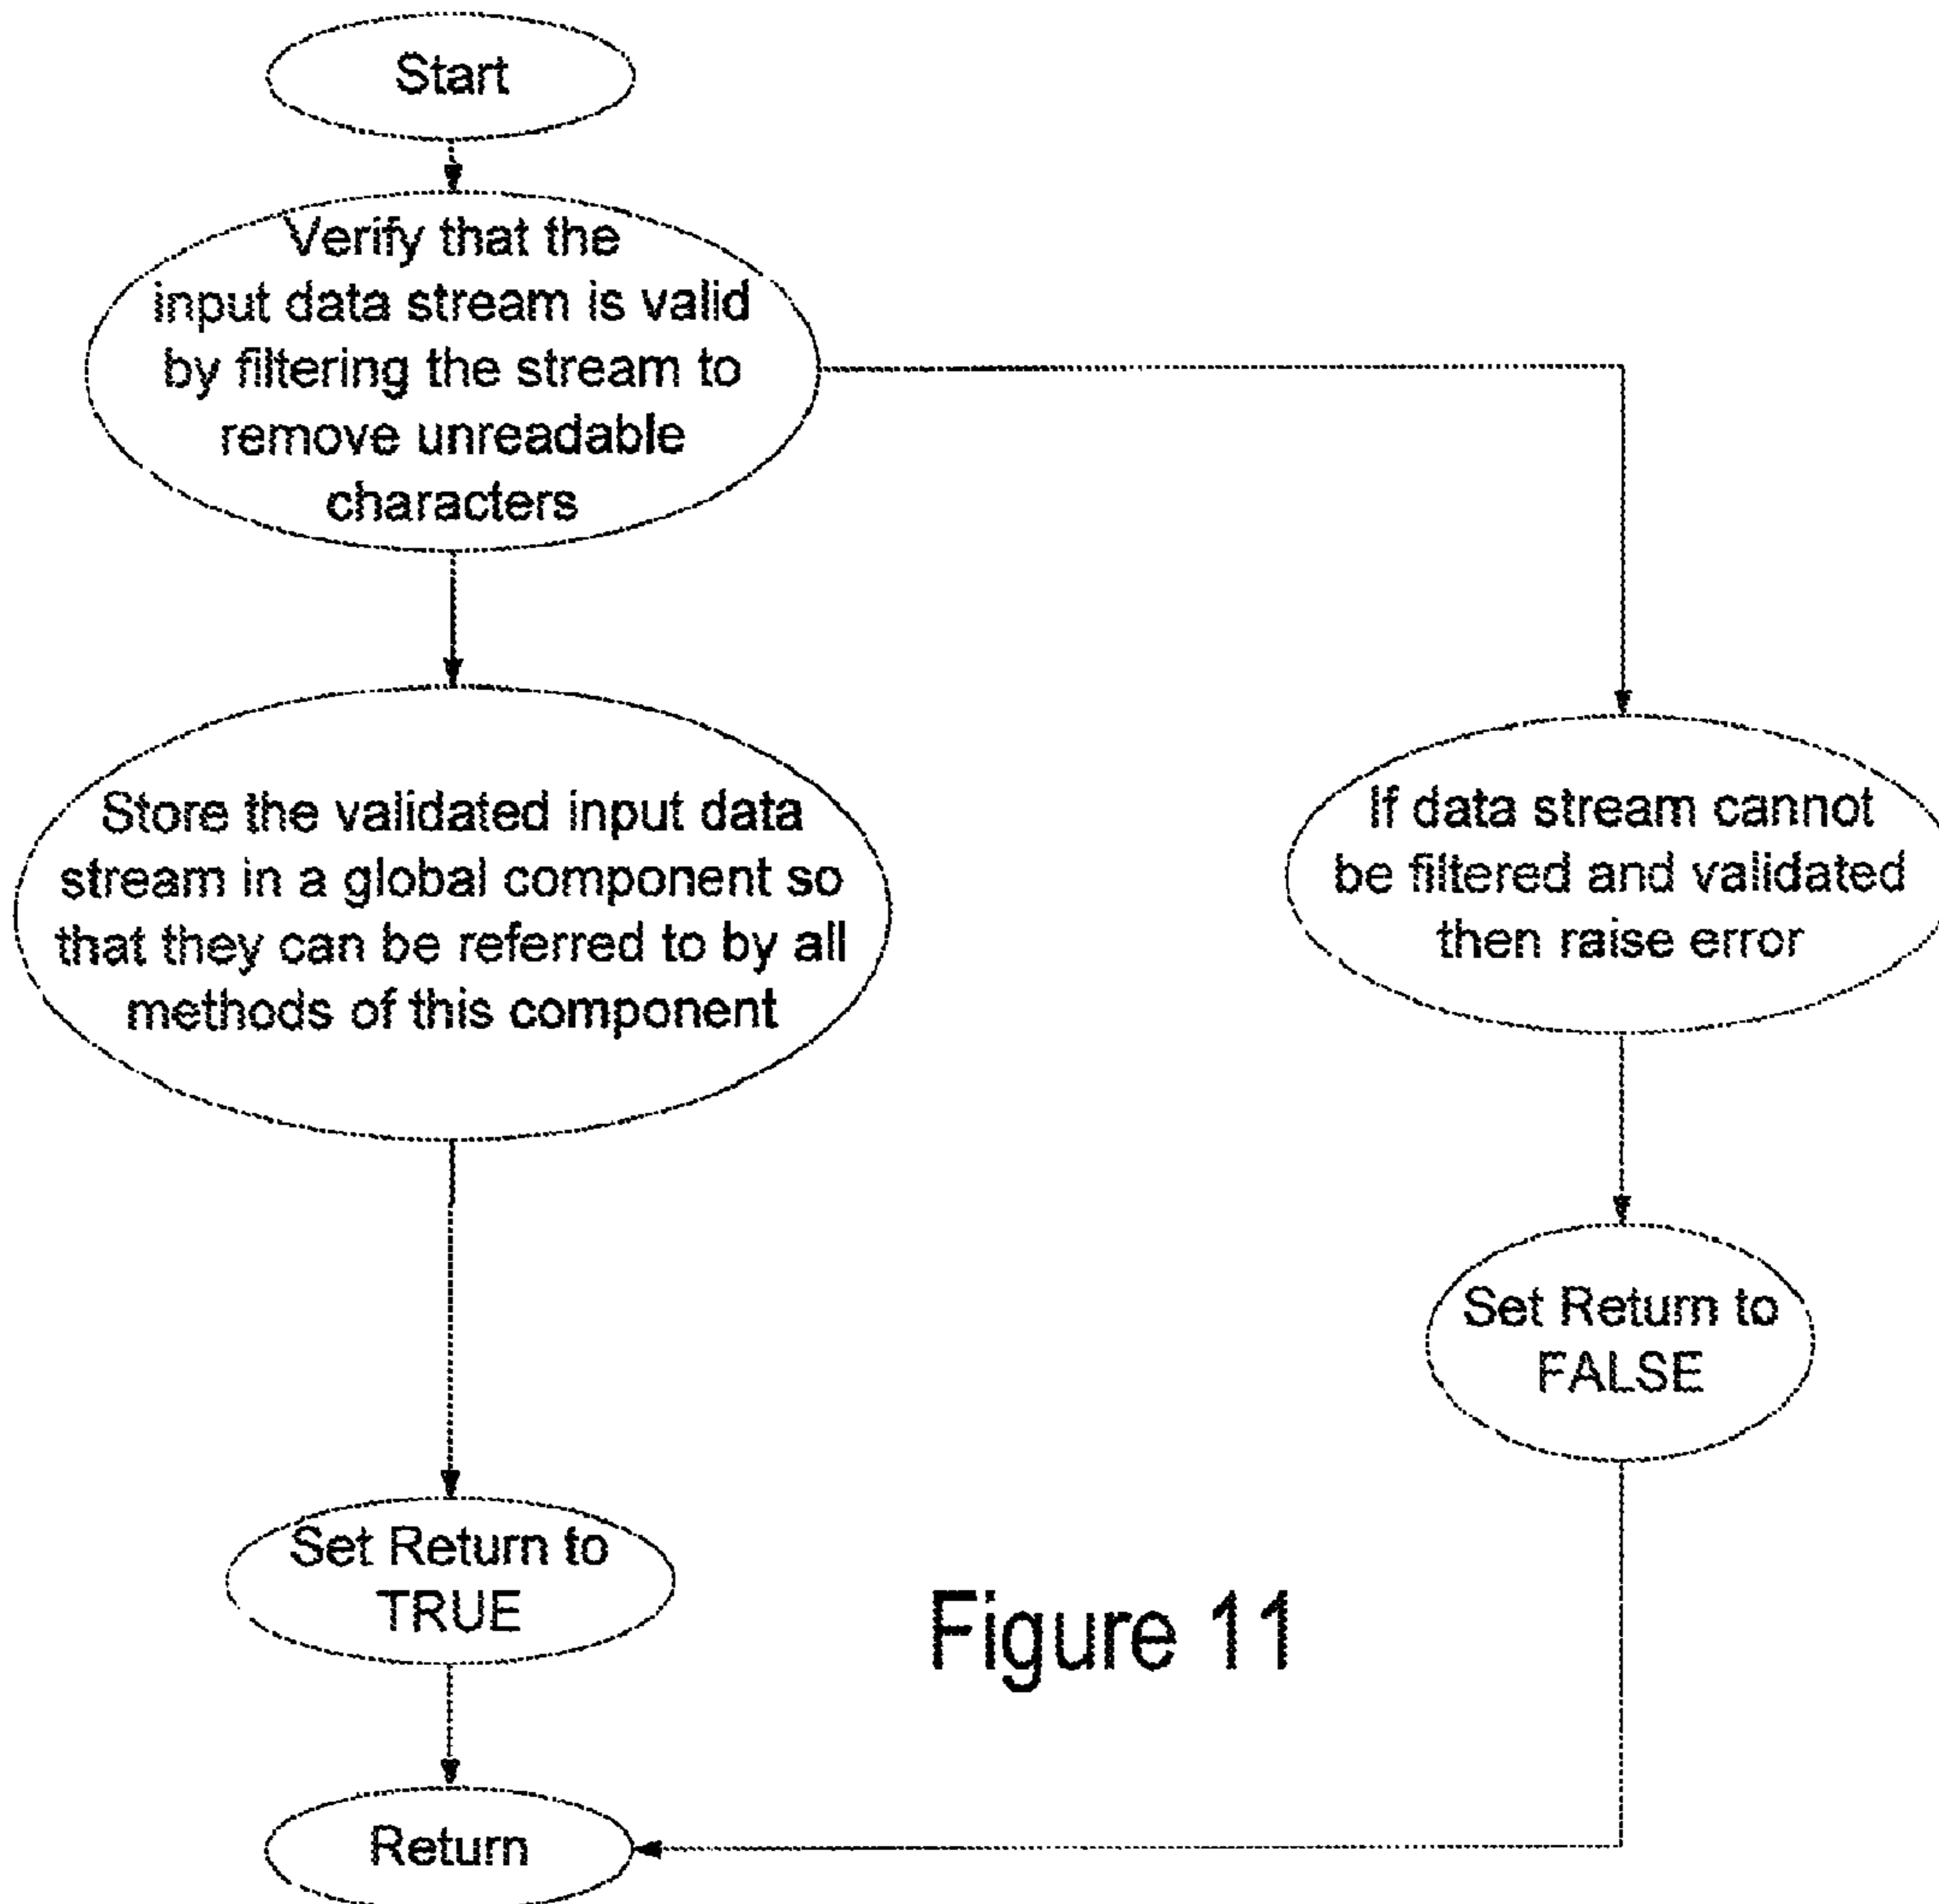 Start
Verify that the
input data stream is valid
by filtering the stream to
remove unreadable
characters
Store the validated input data
stream in a global component so
that they can be referred to by all
methods of this component
If data stream cannot
be filtered and validated
then raise error
Set Return to
FALSE
Set Return to
TRUE
Figure 11
Return